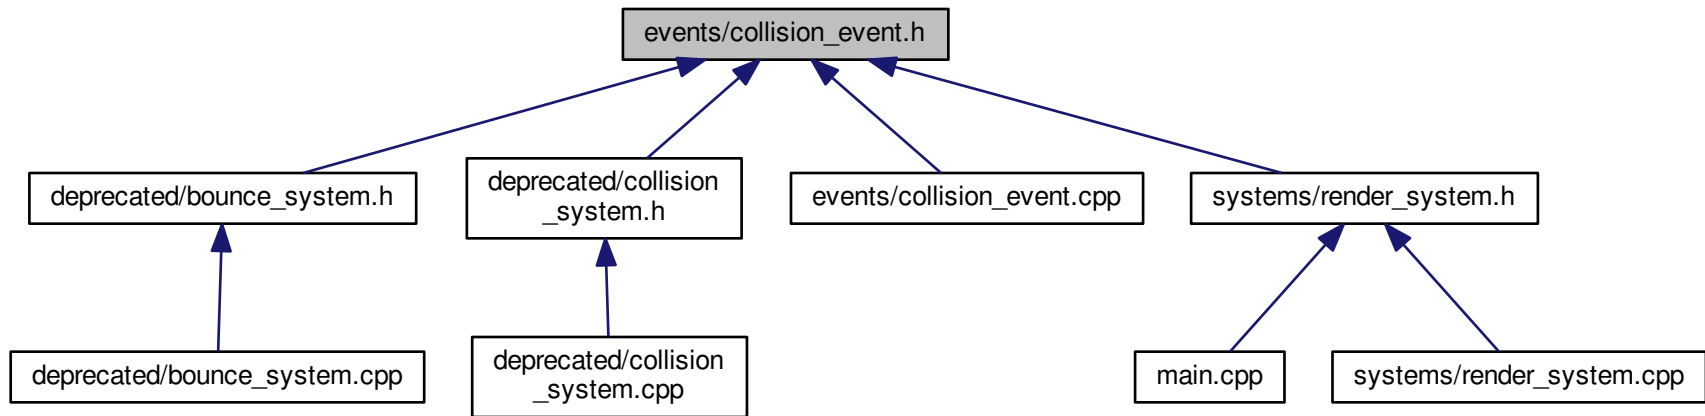 events/collision_event.h
deprecated/bounce_system.h
deprecated/collision
_system.h
events/collision_event.cpp
systems/render_system.h
deprecated/bounce_system.cpp
deprecated/collision
_system.cpp
main.cpp
systems/render_system.cpp